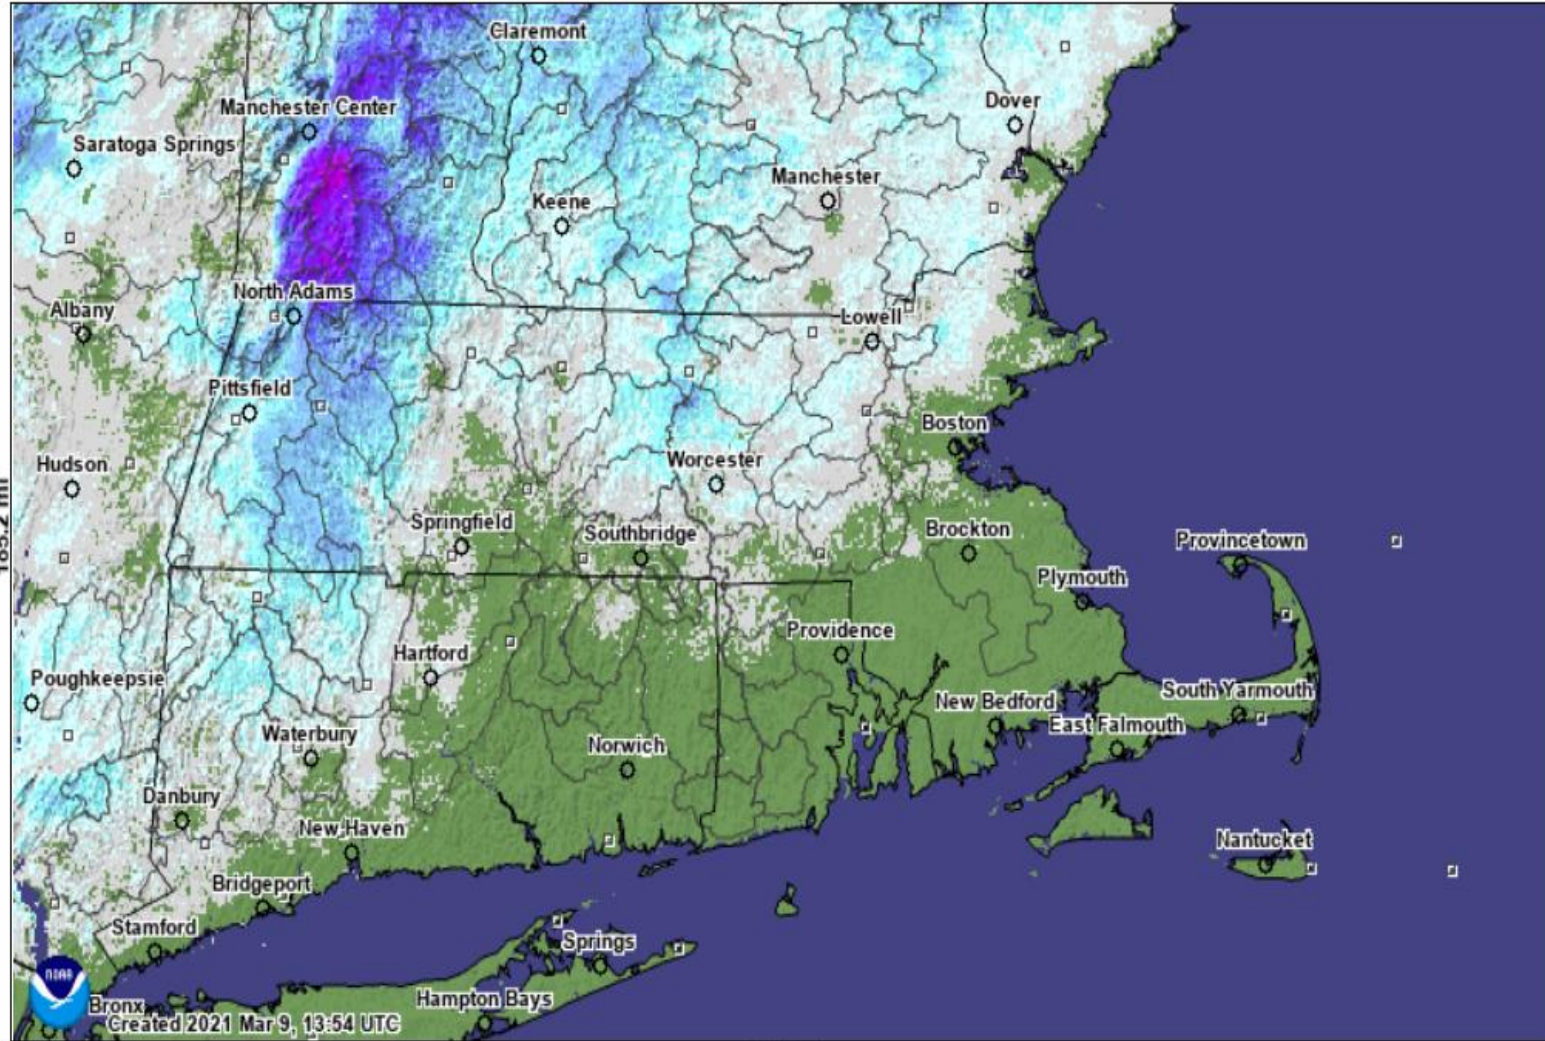 Claremont
Manchester Center
Dover
Saratoga Springs
Manchester
Keene
North Adams
Albany
Lowell
Pittsfield
Boston
Hudson
Worcester
Springfield
Southbridge
Brockton
Provincetown
Plymouth
Providence
Hartford
Poughkeepsie
South Yarmouth
New Bedford
East Falmouth
Waterbury
Norwich
Danbury
New Haven
Nantucket
Bridgeport
Stamford
Springs
NOAA
Hampton Bays
Bronx
Created 2021 Mar 9, 13:54 UTC